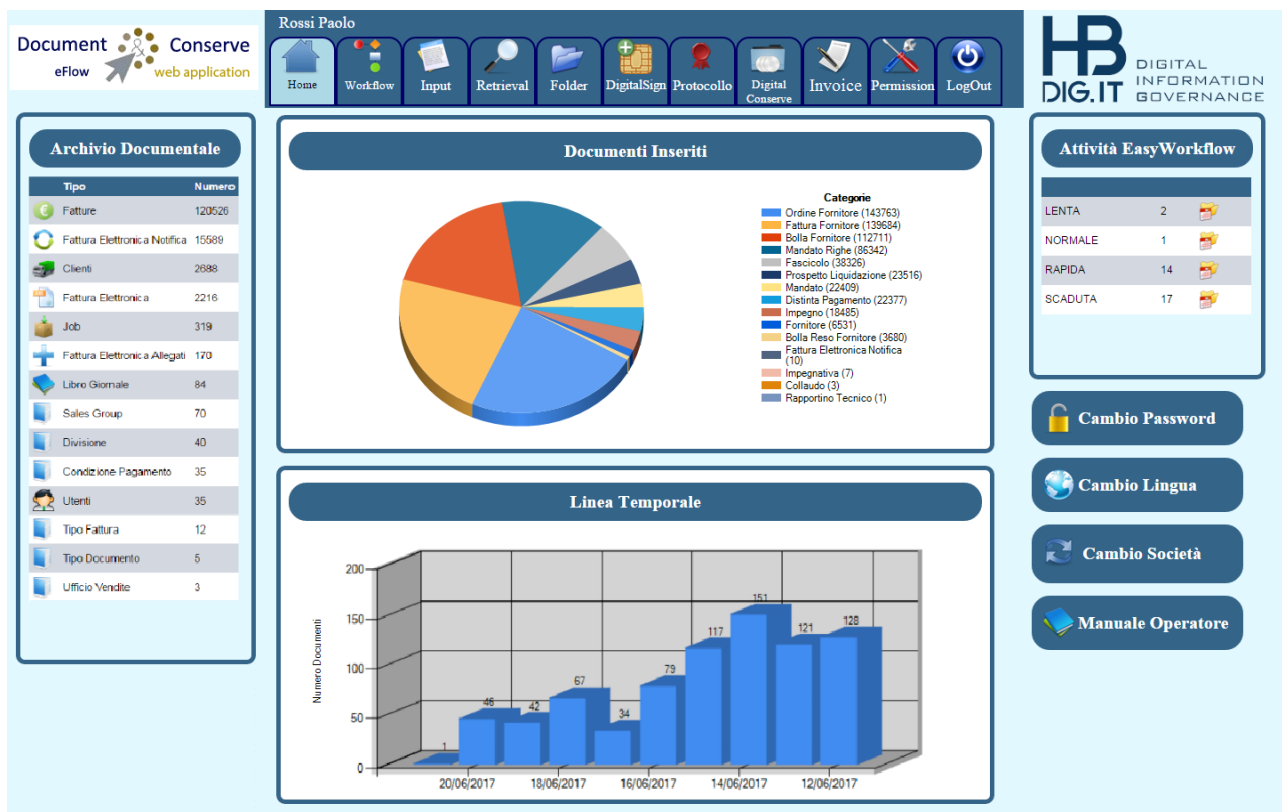 Document Conserve
eFlow web application
Rossi Paolo
Home
Workflow
Input
Retrieval
Folder
DigitalSign
Protocollo
Digital
Conserve
Invoice
Permission
LogOut
HB
DIG.IT
DIGITAL
INFORMATION
GOVERNANCE
Archivio Documentale
Tipo Numero
Fatture 120526
Fattura Elettronica Notifica 15589
Clienti 2688
Fattura Elettronica 2216
Job 319
Fattura Elettronica Allegati 170
Libro Giornale 84
Sales Group 70
Divisione 40
Condizione Pagamento 35
Utenti 35
Tipo Fattura 12
Tipo Documento 5
Ufficio Vendite 3
Documenti Inseriti
Categorie
Ordine Fornitore (143763)
Fattura Fornitore (139684)
Bolla Fornitore (112711)
Mandato Righe (86342)
Fascicolo (38326)
Prospetto Liquidazione (23516)
Mandato (22409)
Distinta Pagamento (22377)
Impegno (18485)
Fornitore (6531)
Bolla Reso Fornitore (3680)
Fattura Elettronica Notifica
(10)
Impegnativa (7)
Collaudo (3)
Rapportino Tecnico (1)
Linea Temporale
Numero Documenti
200
150
100
50
0
1
46
42
67
34
79
117
151
121
128
20/06/2017
18/06/2017
16/06/2017
14/06/2017
12/06/2017
Attività EasyWorkflow
LENTA 2
NORMALE 1
RAPIDA 14
SCADUTA 17
Cambio Password
Cambio Lingua
Cambio Società
Manuale Operatore